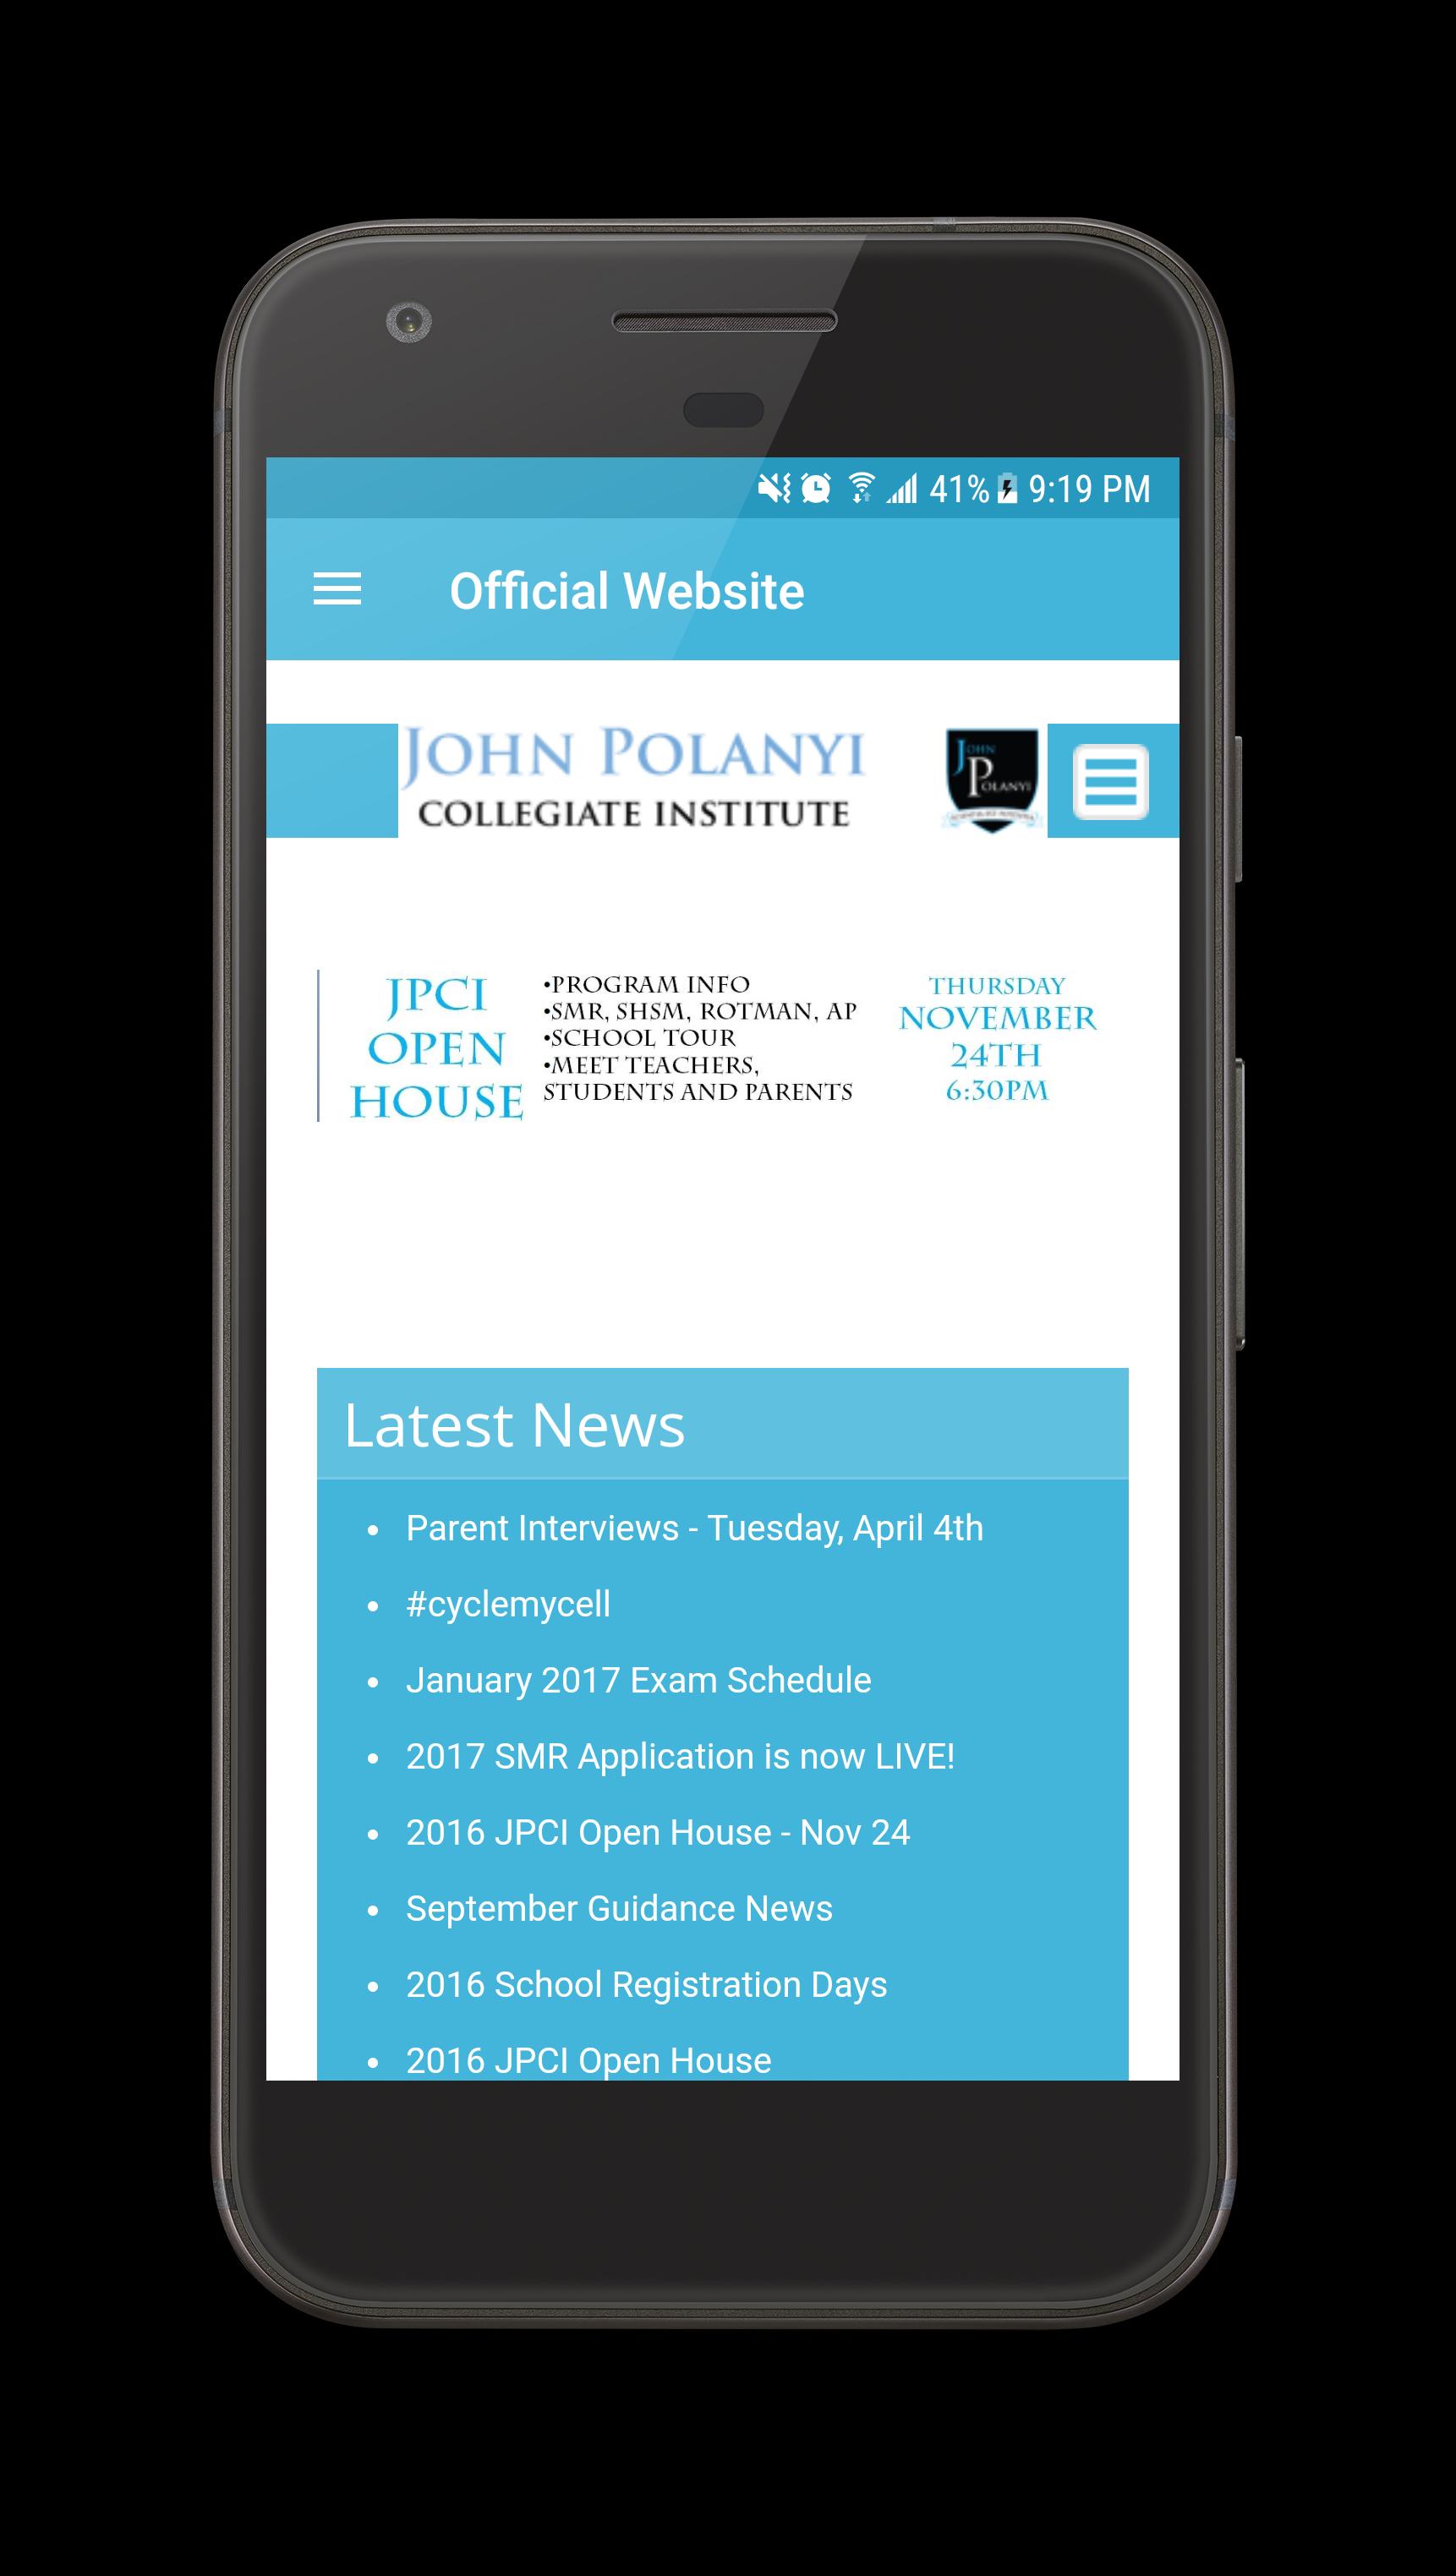 41% 9:19 PM
Official Website
JOHN POLANYI
COLLEGIATE INSTITUTE
JOHN
POLANYI
JPCI
OPEN
HOUSE
•PROGRAM INFO
•SMR, SHSM, ROTMAN, AP
•SCHOOL TOUR
•MEET TEACHERS,
STUDENTS AND PARENTS
THURSDAY
NOVEMBER
24TH
6:30PM
Latest News
• Parent Interviews - Tuesday, April 4th
• #cyclemycell
• January 2017 Exam Schedule
• 2017 SMR Application is now LIVE!
• 2016 JPCI Open House - Nov 24
• September Guidance News
• 2016 School Registration Days
• 2016 JPCI Open House